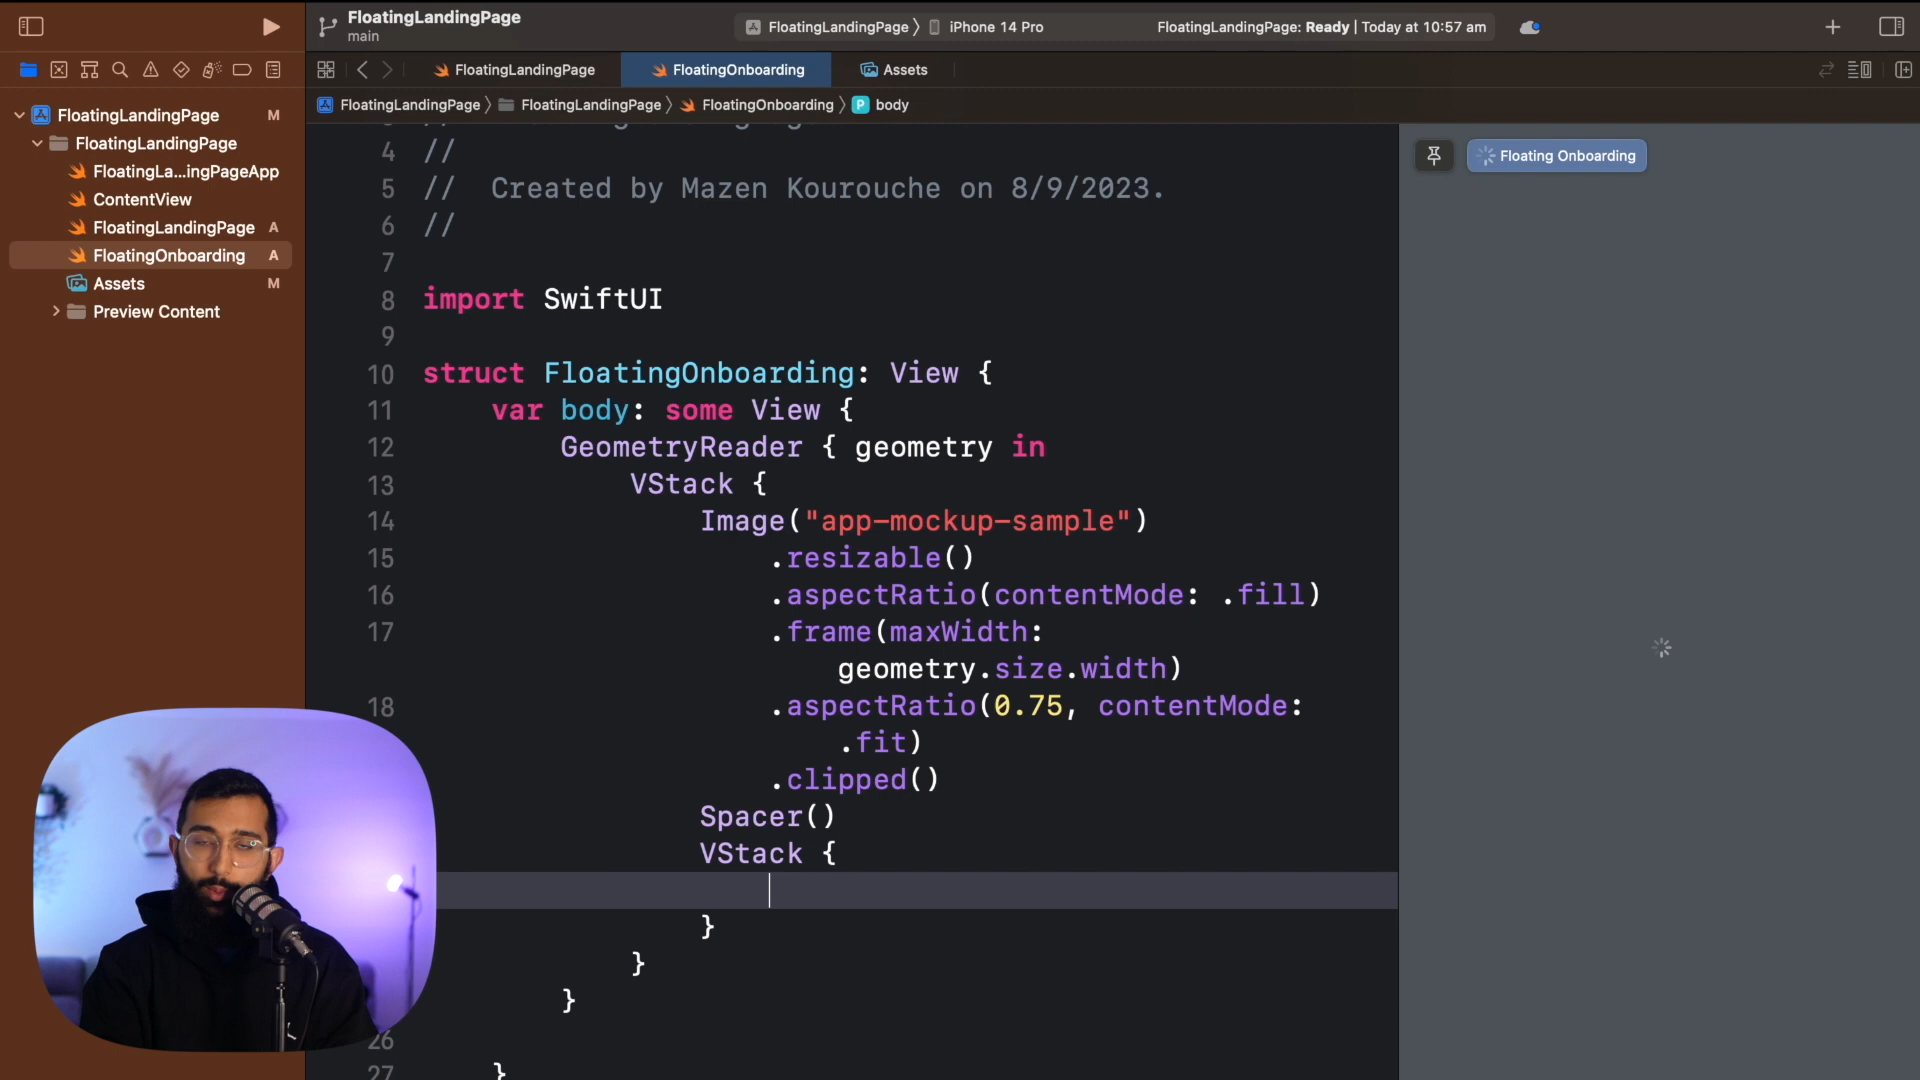 FloatingLandingPage
main
FloatingLandingPage
iPhone 14 Pro
FloatingLandingPage: Ready | Today at 10:57 am
FloatingLandingPage
FloatingOnboarding
Assets
FloatingLandingPage
FloatingLandingPage
FloatingOnboarding
P
body
FloatingLandingPage
M
FloatingLandingPage
FloatingLa...ingPageApp
ContentView
FloatingLandingPage
A
FloatingOnboarding
A
Assets
M
Preview Content
4 //
5 // Created by Mazen Kourouche on 8/9/2023.
6 //
7
8 import SwiftUI
9
10 struct FloatingOnboarding: View {
11 var body: some View {
12 GeometryReader { geometry in
13 VStack {
14 Image("app-mockup-sample")
15 .resizable()
16 .aspectRatio(contentMode: .fill)
17 .frame(maxWidth:
geometry.size.width)
18 .aspectRatio(0.75, contentMode:
.fit)
.clipped()
Spacer()
VStack {
}
}
}
26
27 }
Floating Onboarding